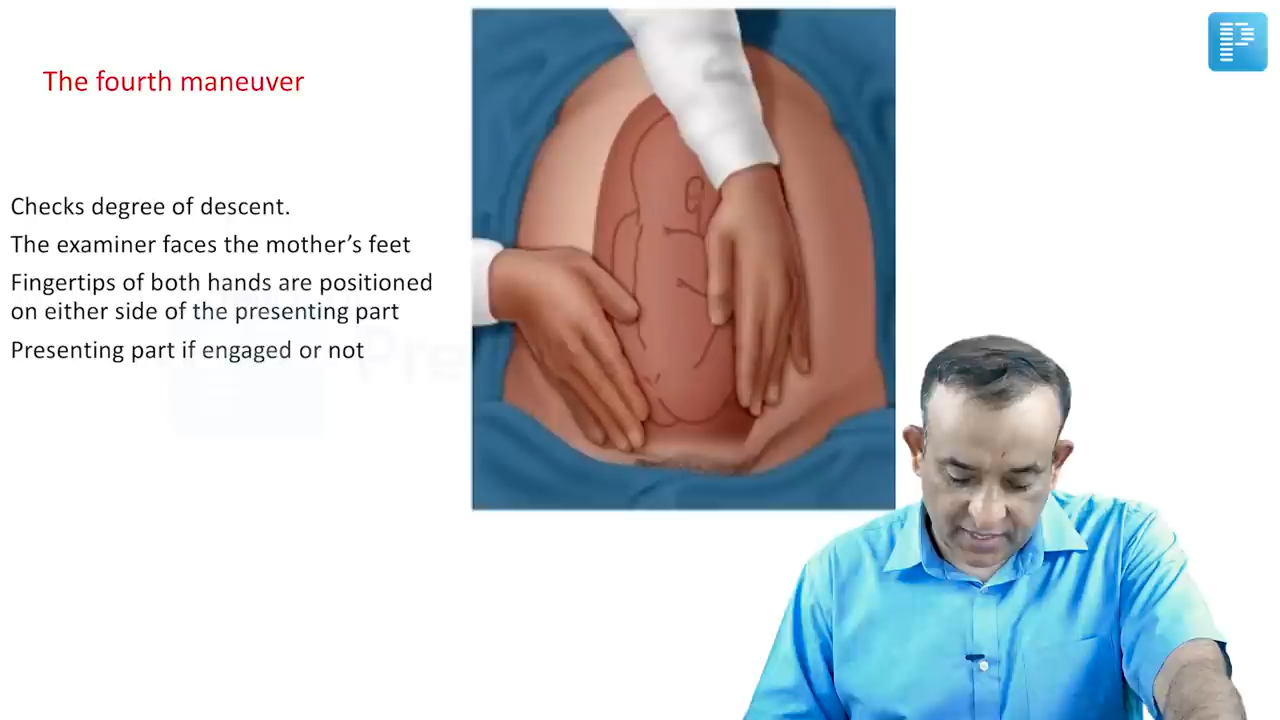 The fourth maneuver
Checks degree of descent.
The examiner faces the mother’s feet
Fingertips of both hands are positioned
on either side of the presenting part
Presenting part if engaged or not